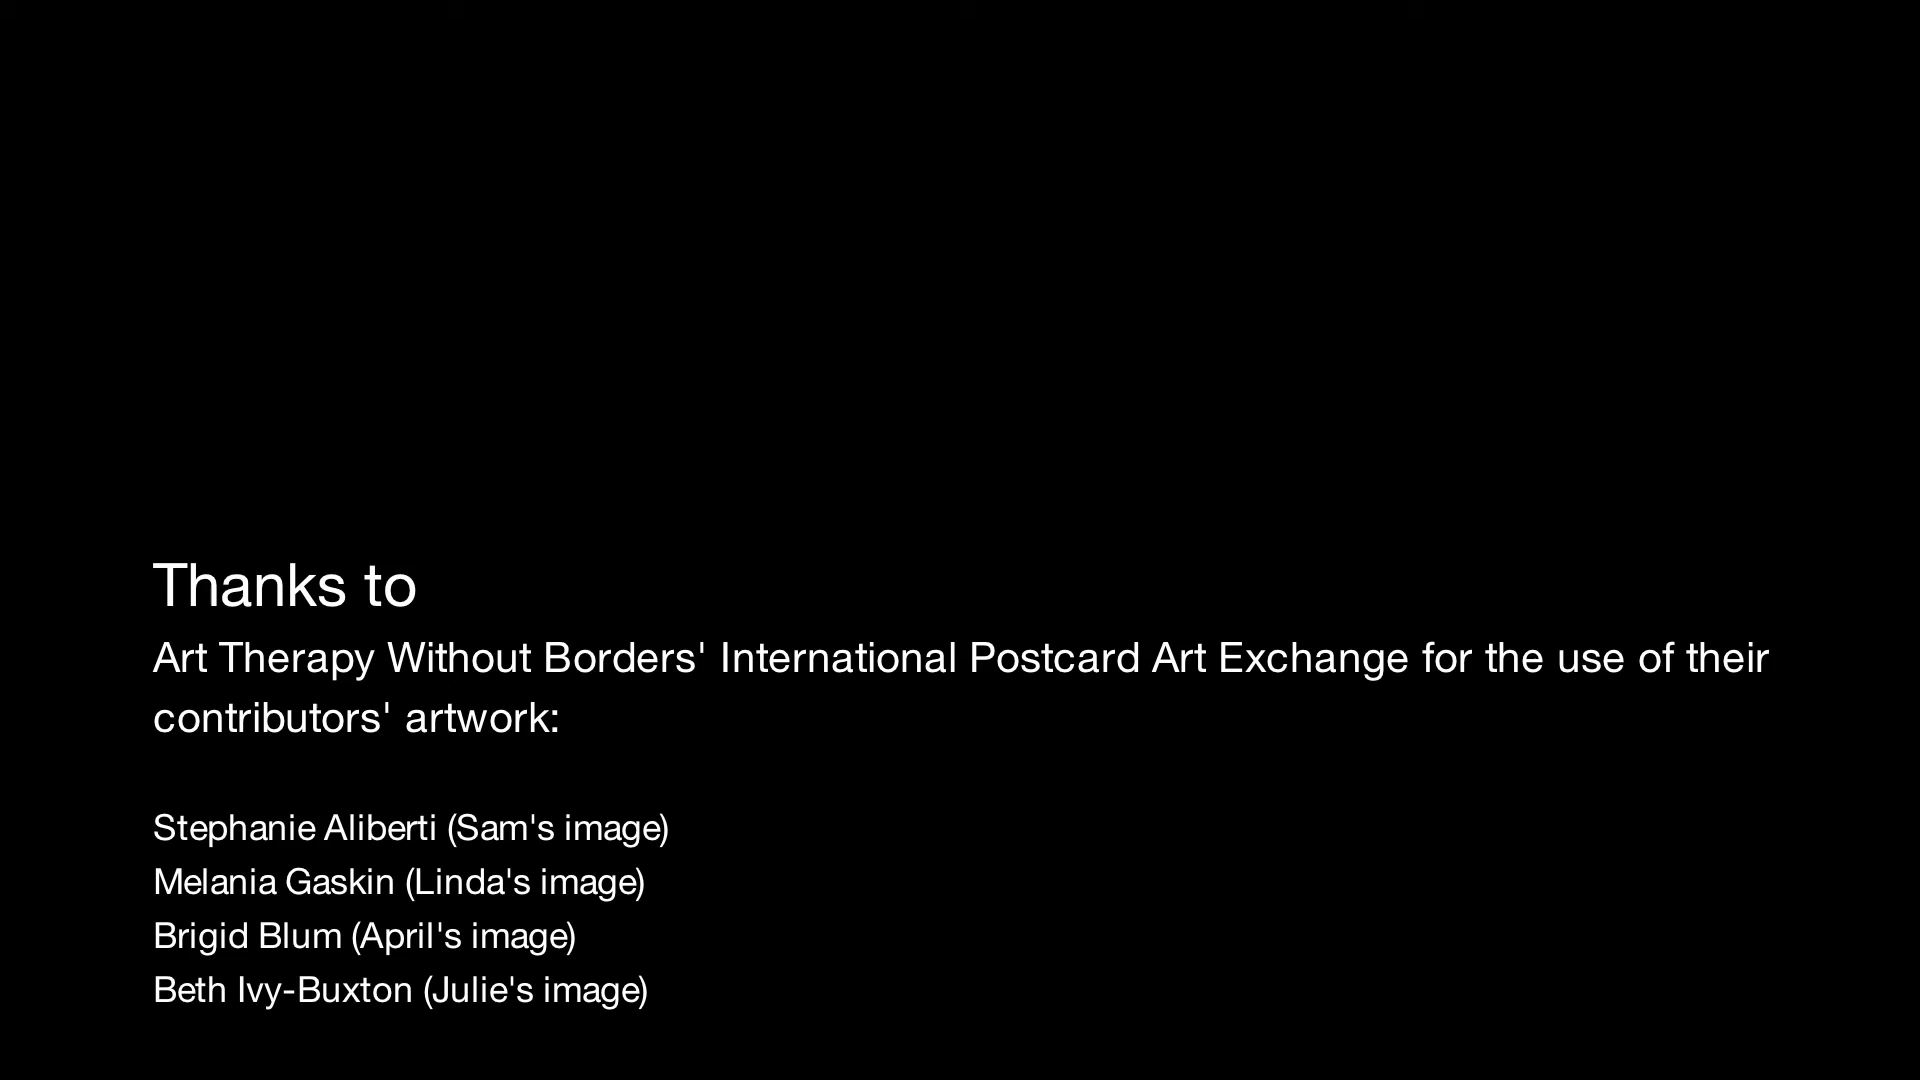 Thanks to
Art Therapy Without Borders' International Postcard Art Exchange for the use of their
contributors' artwork:
Stephanie Aliberti (Sam's image)
Melania Gaskin (Linda's image)
Brigid Blum (April's image)
Beth Ivy-Buxton (Julie's image)